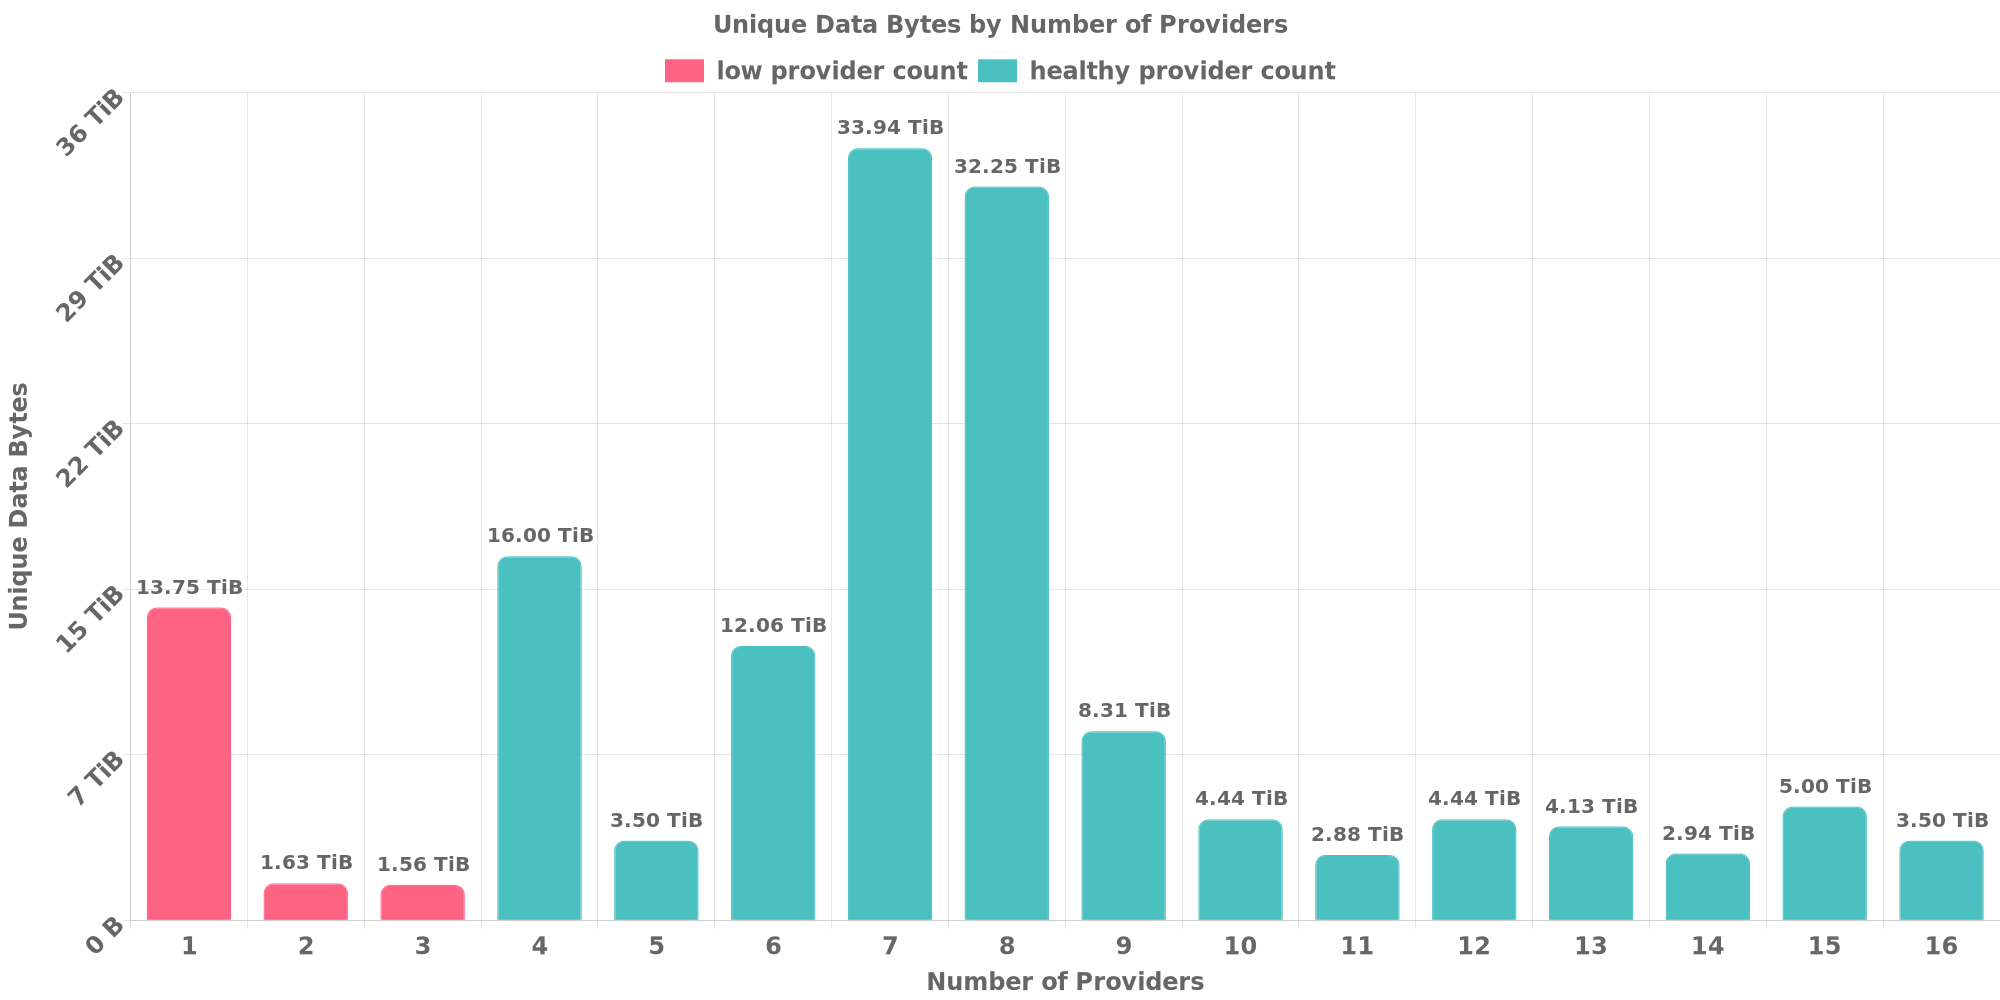 Unique Data Bytes by Number of Providers
low provider count healthy provider count
36 TiB
29 TiB
22 TiB
15 TiB
7 TiB
0 B
Unique Data Bytes
13.75 TiB
1.63 TiB
1.56 TiB
16.00 TiB
3.50 TiB
12.06 TiB
33.94 TiB
32.25 TiB
8.31 TiB
4.44 TiB
2.88 TiB
4.44 TiB
4.13 TiB
2.94 TiB
5.00 TiB
3.50 TiB
1 2 3 4 5 6 7 8 9 10 11 12 13 14 15 16
Number of Providers